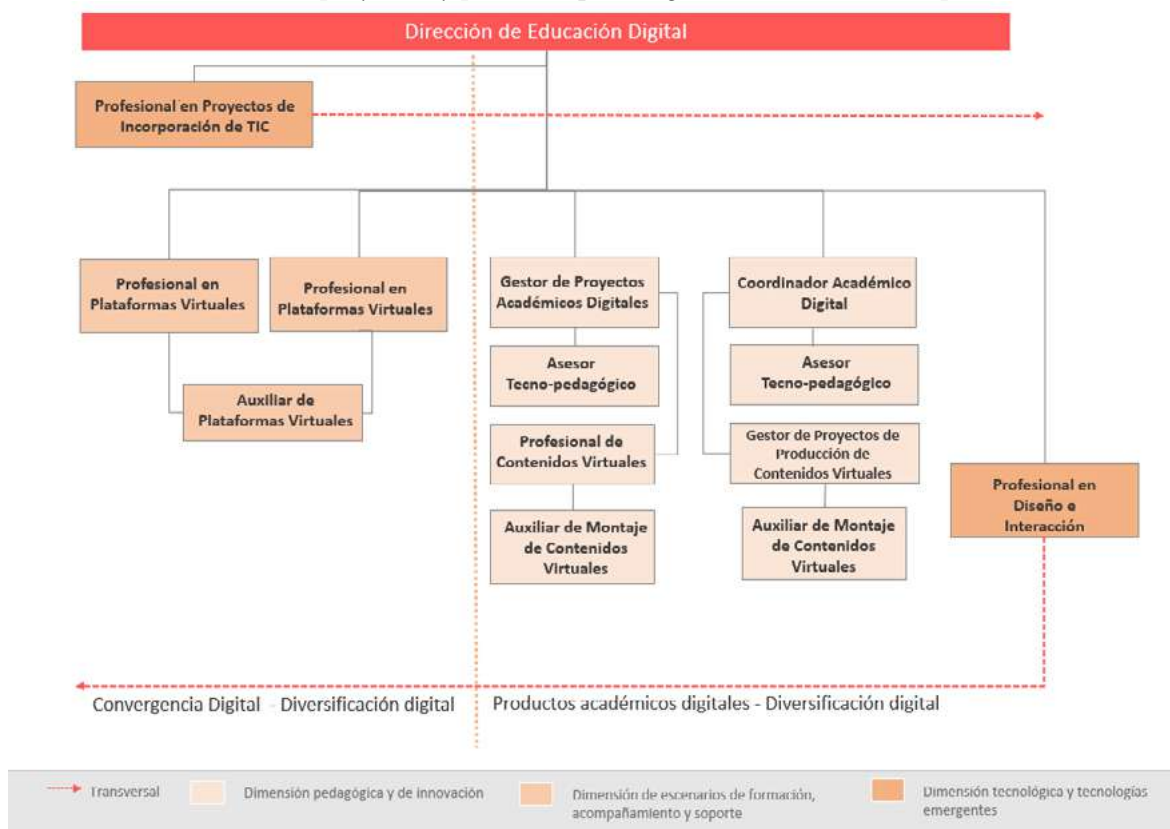 Dirección de Educación Digital
Profesional en Proyectos de
Incorporación de TIC
Profesional en
Plataformas Virtuales
Profesional en
Plataformas Virtuales
Auxiliar de
Plataformas Virtuales
Gestor de Proyectos
Académicos Digitales
Asesor
Tecno-pedagógico
Profesional de
Contenidos Virtuales
Auxiliar de Montaje
de Contenidos
Virtuales
Coordinador Académico
Digital
Asesor
Tecno-pedagógico
Gestor de Proyectos de
Producción de
Contenidos Virtuales
Auxiliar de Montaje
de Contenidos
Virtuales
Profesional en
Diseño e
Interacción
Convergencia Digital - Diversificación digital
Productos académicos digitales - Diversificación digital
Transversal
Dimensión pedagógica y de innovación
Dimensión de escenarios de formación,
acompañamiento y soporte
Dimensión tecnológica y tecnologías
emergentes